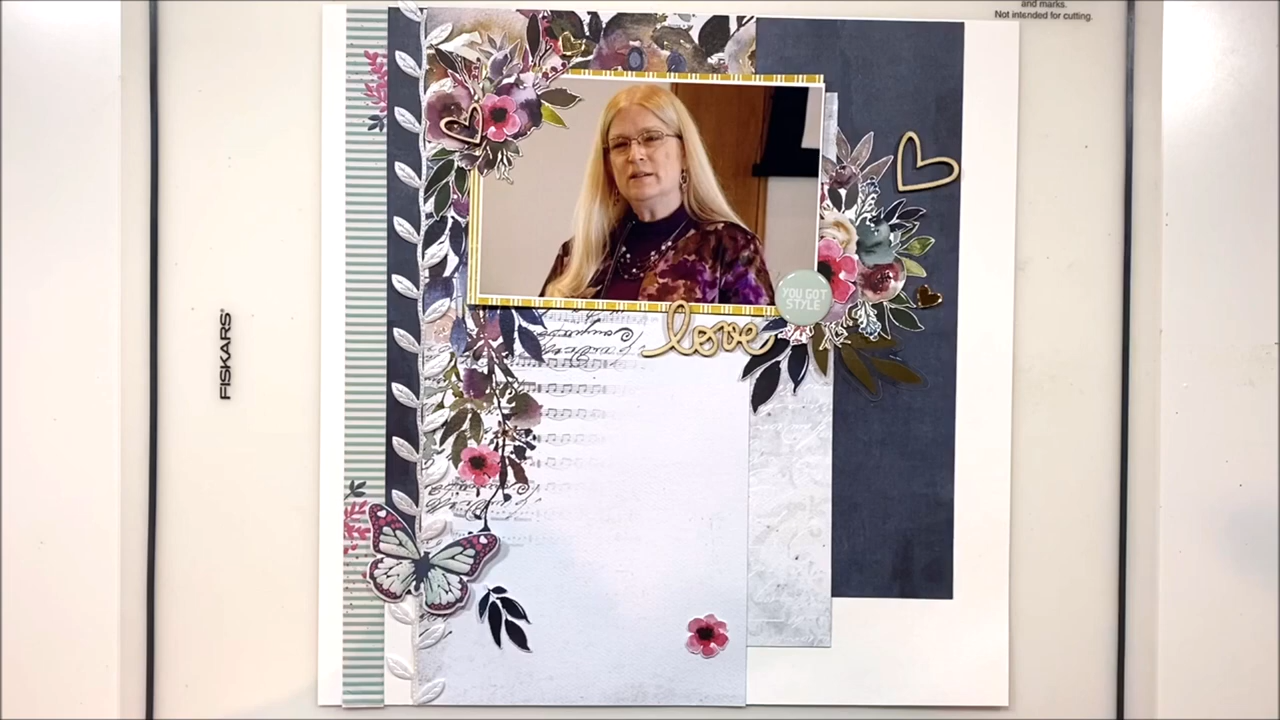 and marks.
Not intended for cutting.
FISKARS
YOU GOT
STYLE
love